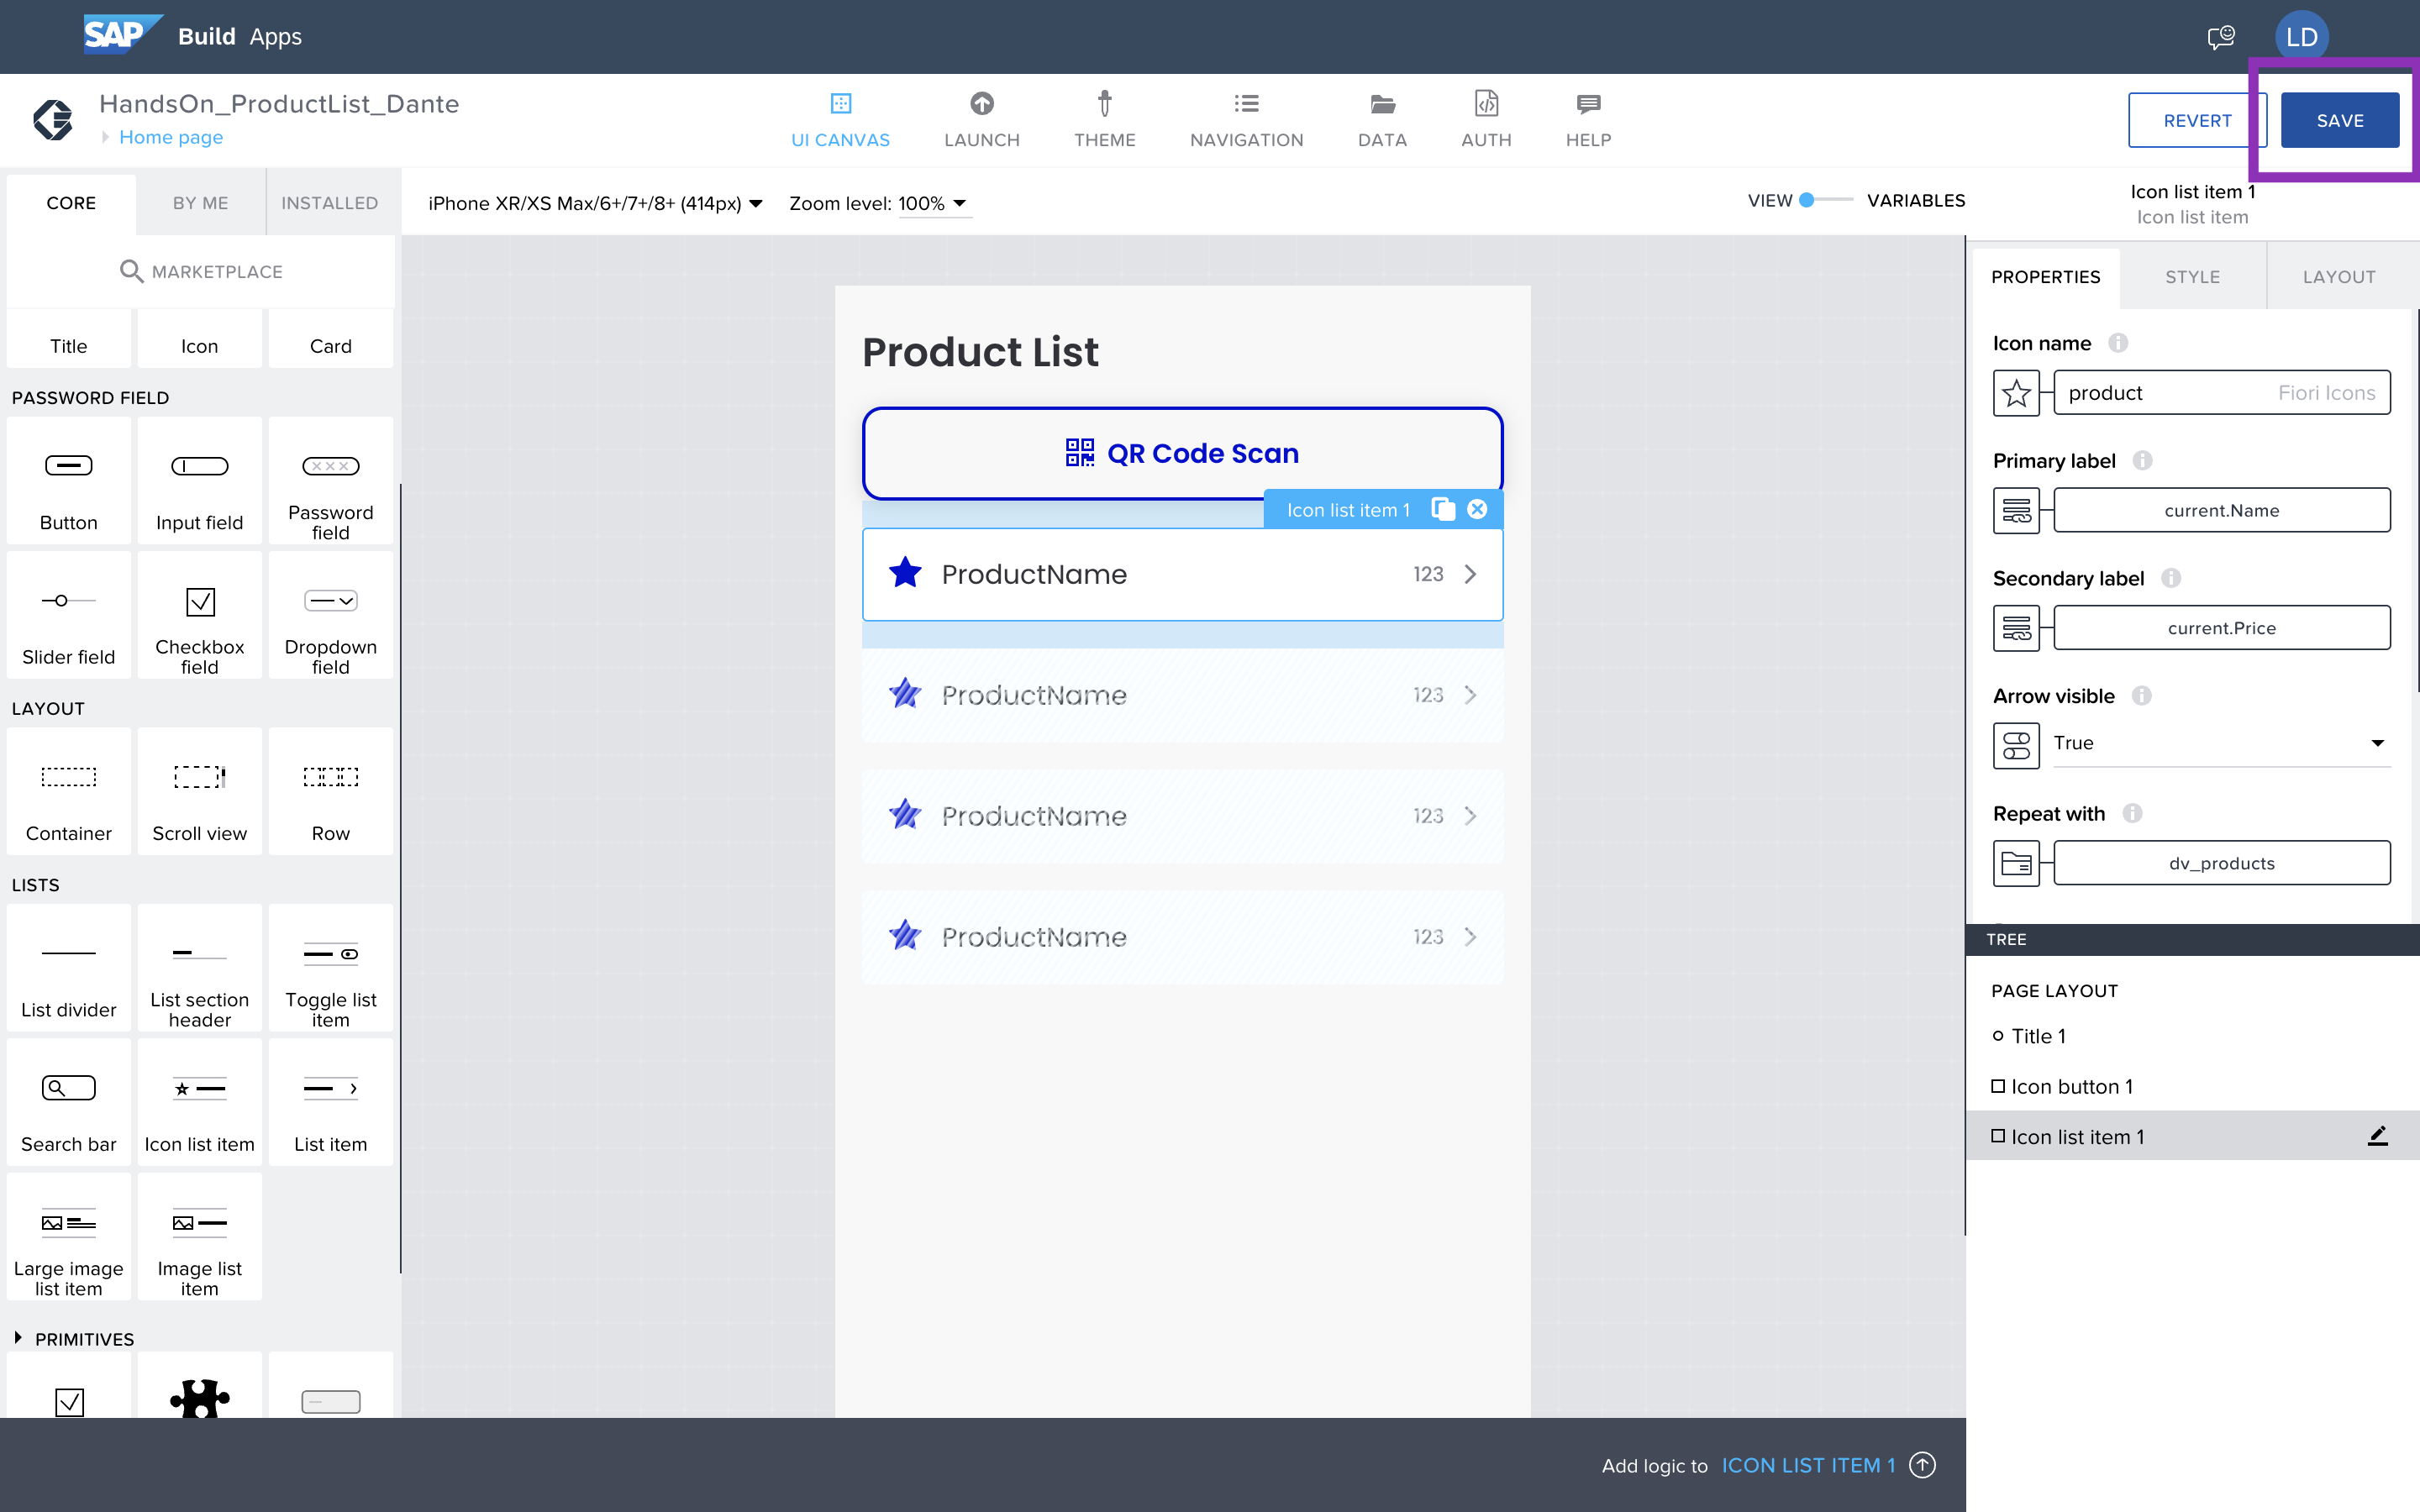 SAP Build Apps
LD
HandsOn_ProductList_Dante
Home page
UI CANVAS
LAUNCH
THEME
NAVIGATION
DATA
AUTH
HELP
REVERT
SAVE
CORE
BY ME
INSTALLED
iPhone XR/XS Max/6+/7+/8+ (414px)
Zoom level: 100%
VIEW
VARIABLES
Icon list item 1
Icon list item
MARKETPLACE
Title
Icon
Card
PASSWORD FIELD
Button
Input field
Password
field
Slider field
Checkbox
field
Dropdown
field
LAYOUT
Container
Scroll view
Row
LISTS
List divider
List section
header
Toggle list
item
Search bar
Icon list item
List item
Large image
list item
Image list
item
PRIMITIVES
Product List
QR Code Scan
Icon list item 1
ProductName 123
ProductName 123
ProductName 123
ProductName 123
PROPERTIES
STYLE
LAYOUT
Icon name
product Fiori Icons
Primary label
current.Name
Secondary label
current.Price
Arrow visible
True
Repeat with
dv_products
TREE
PAGE LAYOUT
Title 1
Icon button 1
Icon list item 1
Add logic to ICON LIST ITEM 1